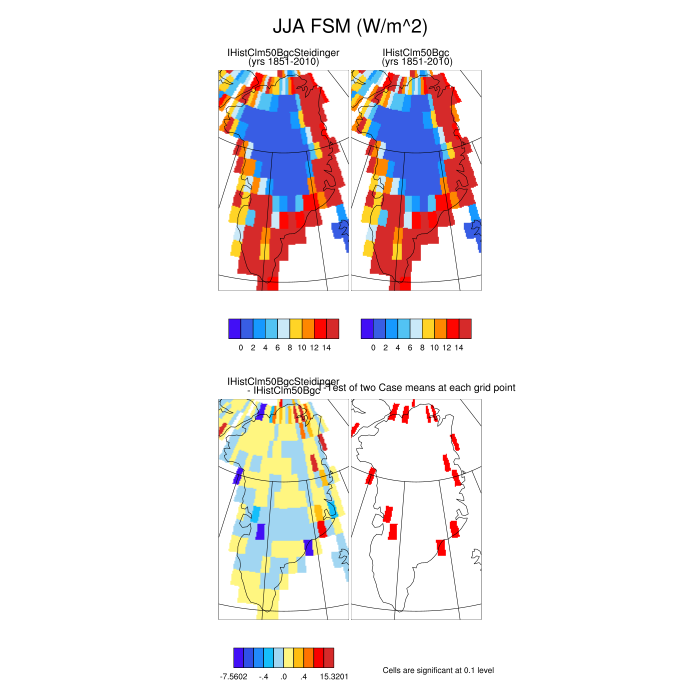 JJA FSM (W/m^2)
IHistClm50BgcSteidinger
(yrs 1851-2010)
IHistClm50Bgc
(yrs 1851-2010)
0 2 4 6 8 10 12 14
0 2 4 6 8 10 12 14
IHistClm50BgcSteidinger
- IHistClm50Bgc
T-Test of two Case means at each grid point
-7.5602 -.4 .0 .4 15.3201
Cells are significant at 0.1 level